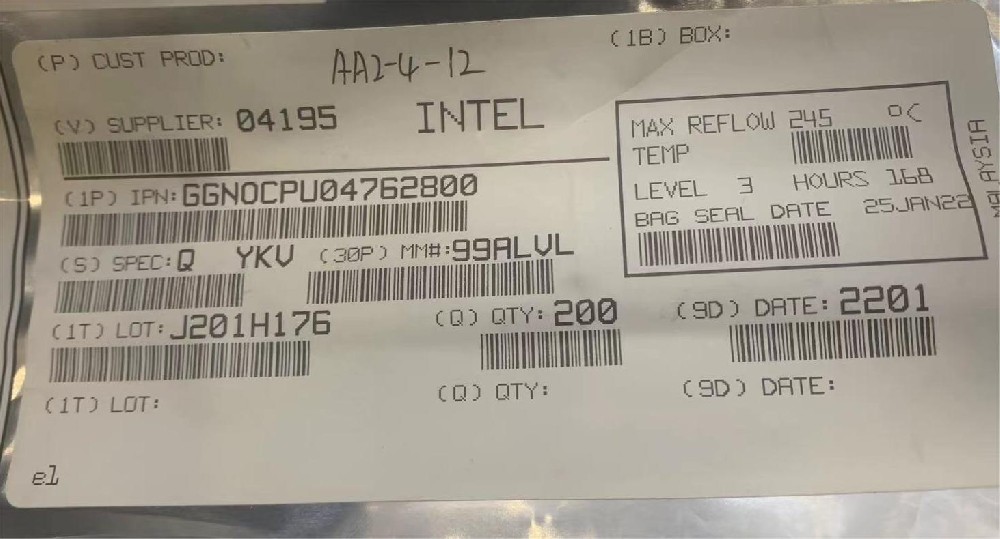 (P) CUST PROD:
AA2-4-12
(1B) BOX:
(V) SUPPLIER: 04195 INTEL
MAX REFLOW 245 °C
TEMP
LEVEL 3 HOURS 168
BAG SEAL DATE 25JAN22
(1P) IPN:GGNOCPU04762800
(S) SPEC:Q YKV (30P) MM#:99ALVL
(1T) LOT:J201H176 (Q) QTY:200 (9D) DATE:2201
(1T) LOT: (Q) QTY: (9D) DATE:
el
MALAYSIA